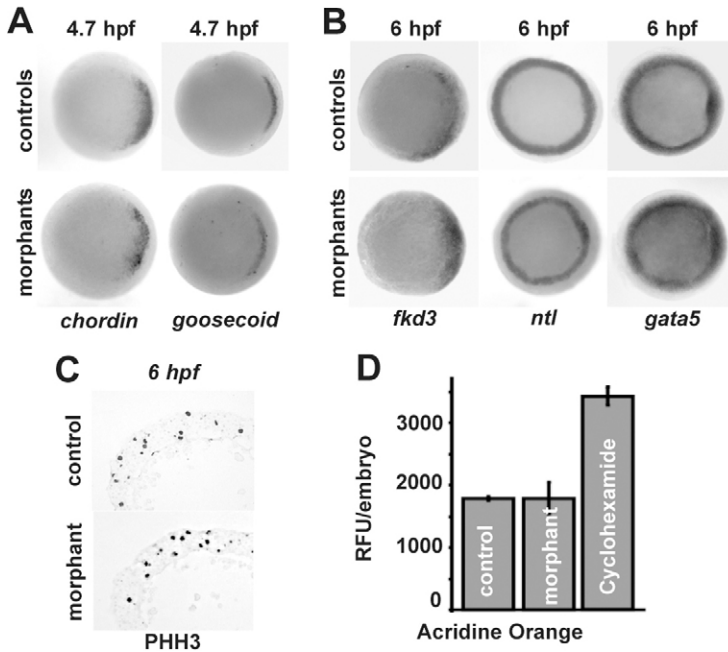 A
4.7 hpf
4.7 hpf
controls
morphants
chordin
goosecoid
B
6 hpf
6 hpf
6 hpf
controls
morphants
fkd3
ntl
gata5
C
6 hpf
control
morphant
PHH3
D
RFU/embryo
3000
2000
1000
0
control
morphant
Cyclohexamide
Acridine Orange